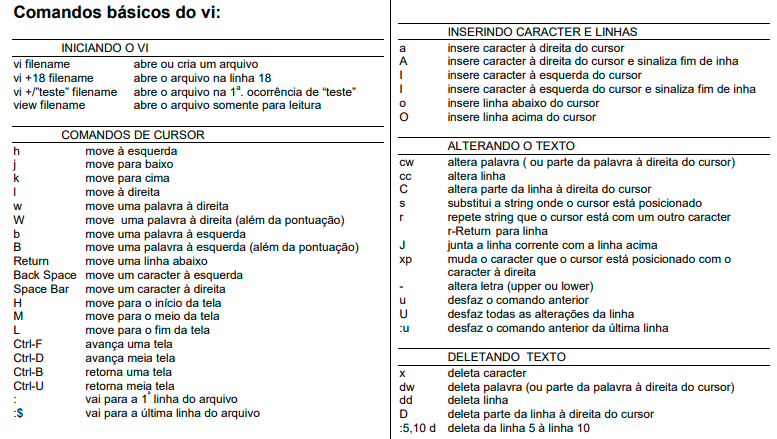 Comandos básicos do vi:
INICIANDO O VI
vi filename abre ou cria um arquivo
vi +18 filename abre o arquivo na linha 18
vi +/"teste" filename abre o arquivo na 1ª. ocorrência de "teste"
view filename abre o arquivo somente para leitura
COMANDOS DE CURSOR
h move à esquerda
j move para baixo
k move para cima
l move à direita
w move uma palavra à direita
W move uma palavra à direita (além da pontuação)
b move uma palavra à esquerda
B move uma palavra à esquerda (além da pontuação)
Return move uma linha abaixo
Back Space move um caracter à esquerda
Space Bar move um caracter à direita
H move para o início da tela
M move para o meio da tela
L move para o fim da tela
Ctrl-F avança uma tela
Ctrl-D avança meia tela
Ctrl-B retorna uma tela
Ctrl-U retorna meia tela
: vai para a 1ª linha do arquivo
:$ vai para a última linha do arquivo
INSERINDO CARACTER E LINHAS
a insere caracter à direita do cursor
A insere caracter à direita do cursor e sinaliza fim de inha
I insere caracter à esquerda do cursor
I insere caracter à esquerda do cursor e sinaliza fim de inha
o insere linha abaixo do cursor
O insere linha acima do cursor
ALTERANDO O TEXTO
cw altera palavra ( ou parte da palavra à direita do cursor)
cc altera linha
C altera parte da linha à direita do cursor
s substitui a string onde o cursor está posicionado
r repete string que o cursor está com um outro caracter
r-Return para linha
J junta a linha corrente com a linha acima
xp muda o caracter que o cursor está posicionado com o
caracter à direita
- altera letra (upper ou lower)
u desfaz o comando anterior
U desfaz todas as alterações da linha
:u desfaz o comando anterior da última linha
DELETANDO TEXTO
x deleta caracter
dw deleta palavra (ou parte da palavra à direita do cursor)
dd deleta linha
D deleta parte da linha à direita do cursor
:5,10 d deleta da linha 5 à linha 10